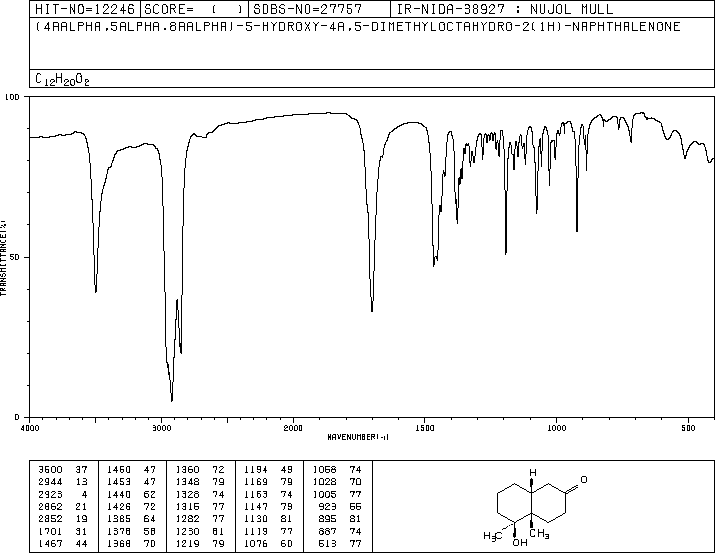 HIT-NO=12246 SCORE= ( ) SDBS-NO=27757 IR-NIDA-38927 : NUJOL MULL
(4AALPHA,5ALPHA,8AALPHA)-5-HYDROXY-4A,5-DIMETHYLOCTAHYDRO-2(1H)-NAPHTHALENONE
C12H20O2
100
50
0
TRANSMITTANCE(%)
4000 3000 2000 1500 1000 500
WAVENUMBER(-1)
3500 37 1460 47 1360 72 1194 49 1058 74
2944 13 1453 47 1348 79 1169 79 1028 70
2923 4 1440 62 1328 74 1163 74 1005 77
2862 21 1426 72 1315 77 1147 79 923 55
2852 19 1385 64 1282 77 1130 81 895 81
1701 31 1378 58 1230 81 1119 77 887 74
1467 44 1368 70 1219 79 1076 60 513 77
H
O
H3C
OH
CH3